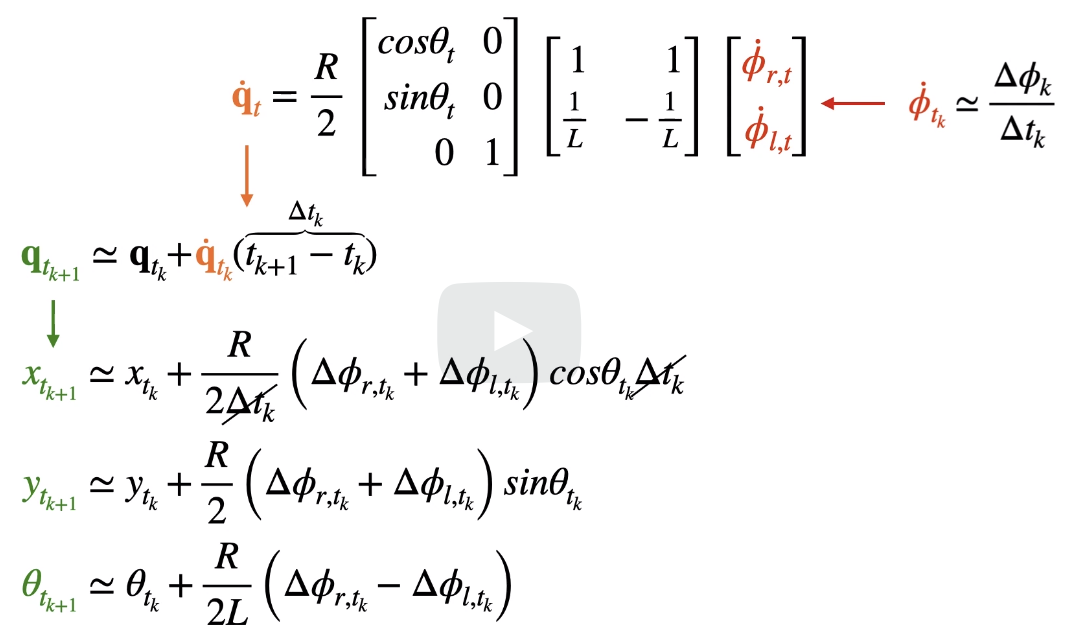 q̇_t = R/2 [cosθ_t 0; sinθ_t 0; 0 1] [1 1; 1/L −1/L] [ϕ̇_{r,t}; ϕ̇_{l,t}] ← ϕ̇_{t_k} ≃ Δϕ_k/Δt_k
q_{t_{k+1}} ≃ q_{t_k} + q̇_{t_k}(t_{k+1} − t_k) Δt_k
x_{t_{k+1}} ≃ x_{t_k} + R/(2Δt_k) (Δϕ_{r,t_k} + Δϕ_{l,t_k}) cosθ_{t_k}Δt_k
y_{t_{k+1}} ≃ y_{t_k} + R/2 (Δϕ_{r,t_k} + Δϕ_{l,t_k}) sinθ_{t_k}
θ_{t_{k+1}} ≃ θ_{t_k} + R/(2L) (Δϕ_{r,t_k} − Δϕ_{l,t_k})